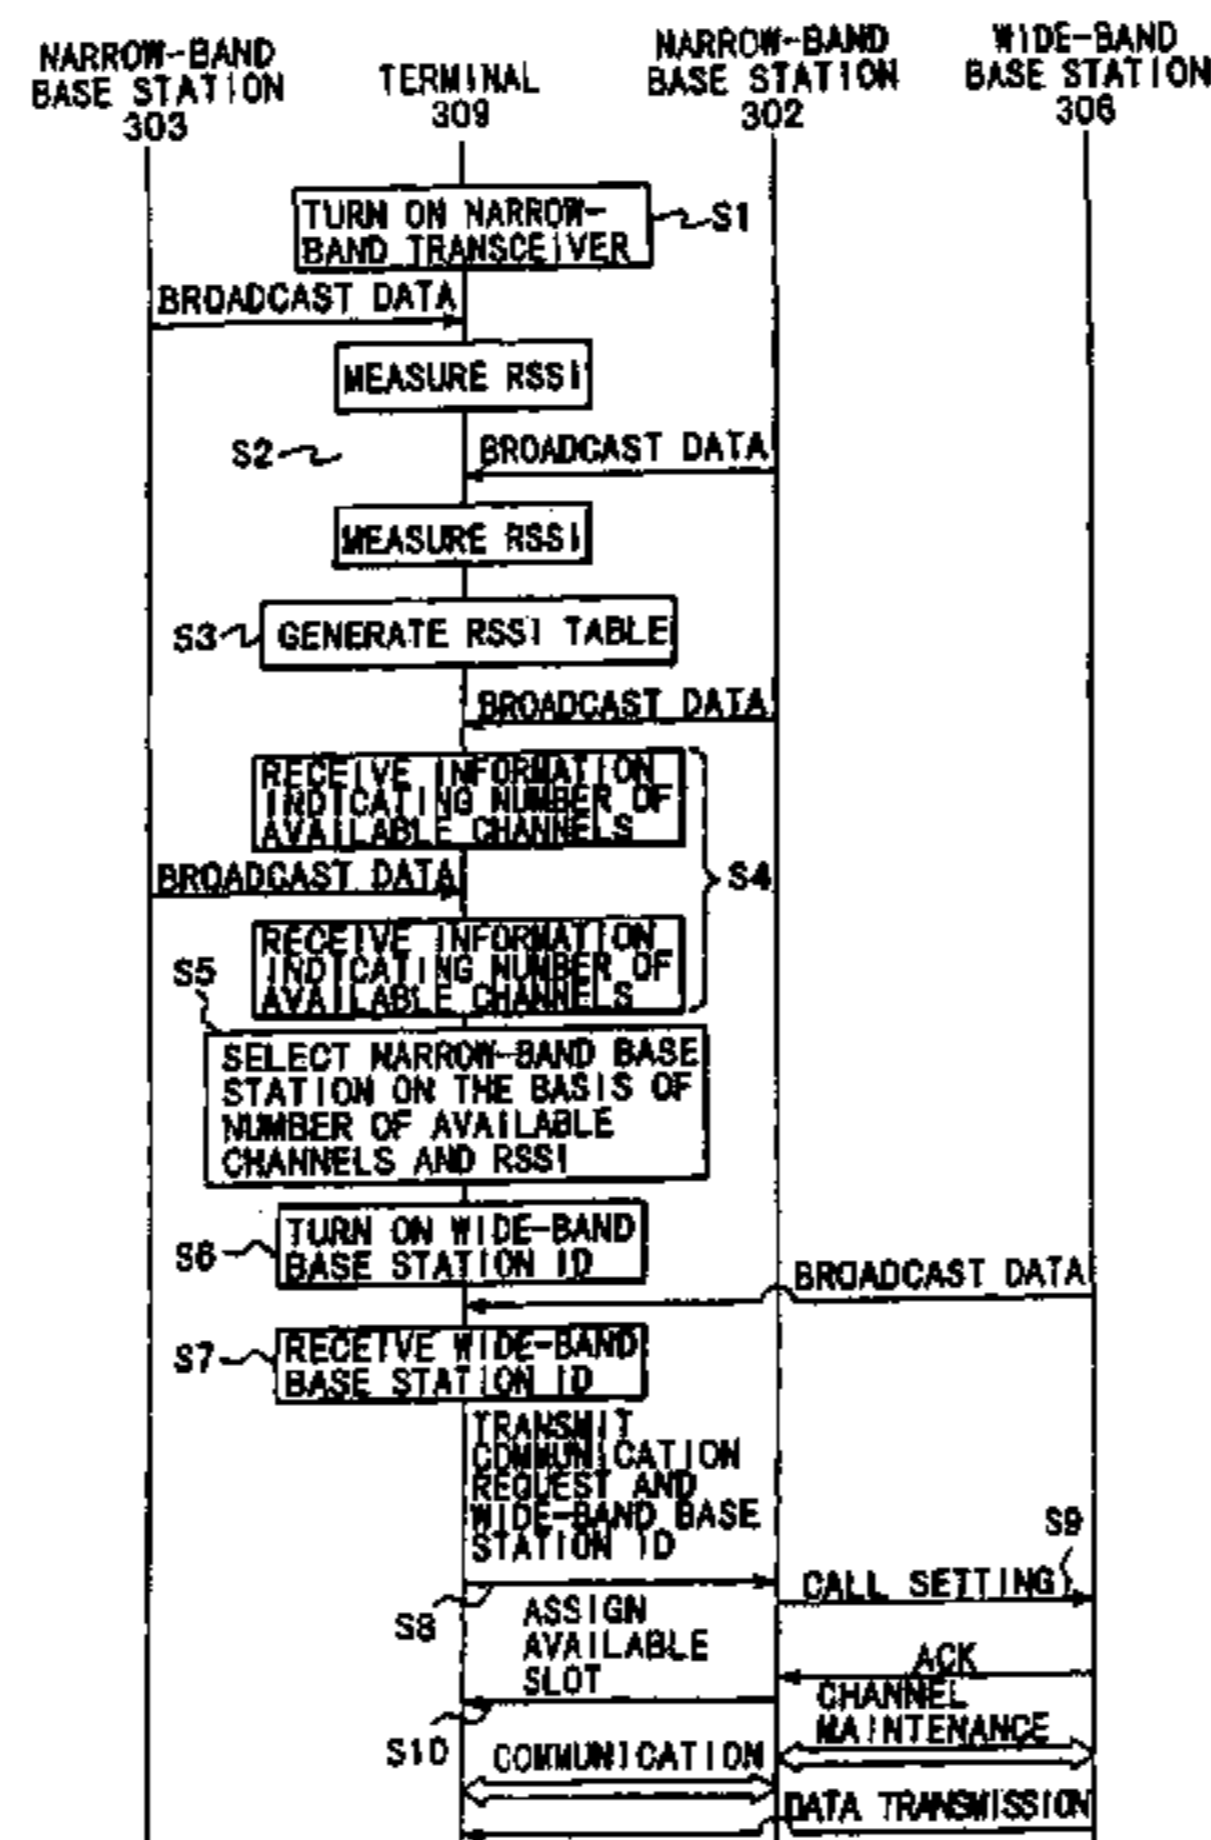 NARROW-BAND
BASE STATION
303
TERMINAL
309
NARROW-BAND
BASE STATION
302
WIDE-BAND
BASE STATION
306
TURN ON NARROW-
BAND TRANSCEIVER
S1
BROADCAST DATA
MEASURE RSSI
S2
BROADCAST DATA
MEASURE RSSI
S3
GENERATE RSSI TABLE
BROADCAST DATA
RECEIVE INFORMATION
INDICATING NUMBER OF
AVAILABLE CHANNELS
BROADCAST DATA
S4
RECEIVE INFORMATION
INDICATING NUMBER OF
AVAILABLE CHANNELS
S5
SELECT NARROW-BAND BASE
STATION ON THE BASIS OF
NUMBER OF AVAILABLE
CHANNELS AND RSSI
S6
TURN ON WIDE-BAND
BASE STATION ID
BROADCAST DATA
S7
RECEIVE WIDE-BAND
BASE STATION ID
TRANSMIT
COMMUNICATION
REQUEST AND
WIDE-BAND BASE
STATION ID
S9
CALL SETTING
S8
ASSIGN
AVAILABLE
SLOT
ACK
CHANNEL
MAINTENANCE
S10
COMMUNICATION
DATA TRANSMISSION